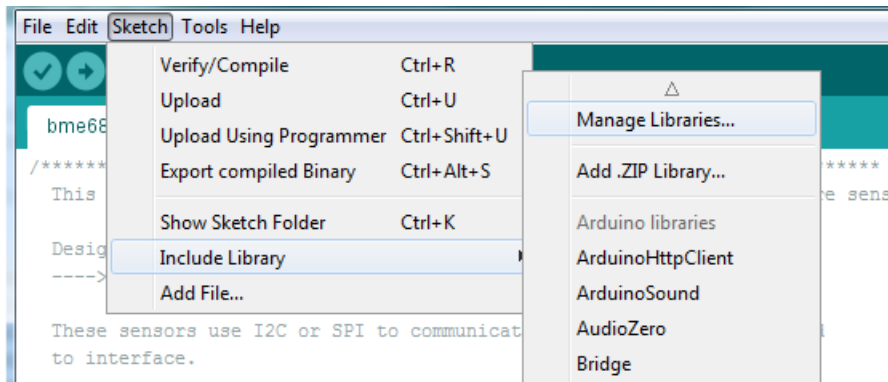 File Edit Sketch Tools Help
Verify/Compile Ctrl+R
Upload Ctrl+U
Upload Using Programmer Ctrl+Shift+U
Export compiled Binary Ctrl+Alt+S
Show Sketch Folder Ctrl+K
Include Library
Add File...
Manage Libraries...
Add .ZIP Library...
Arduino libraries
ArduinoHttpClient
ArduinoSound
AudioZero
Bridge
bme68
/****** *****
This
Desig
---->
These sensors use I2C or SPI to communicat
to interface.